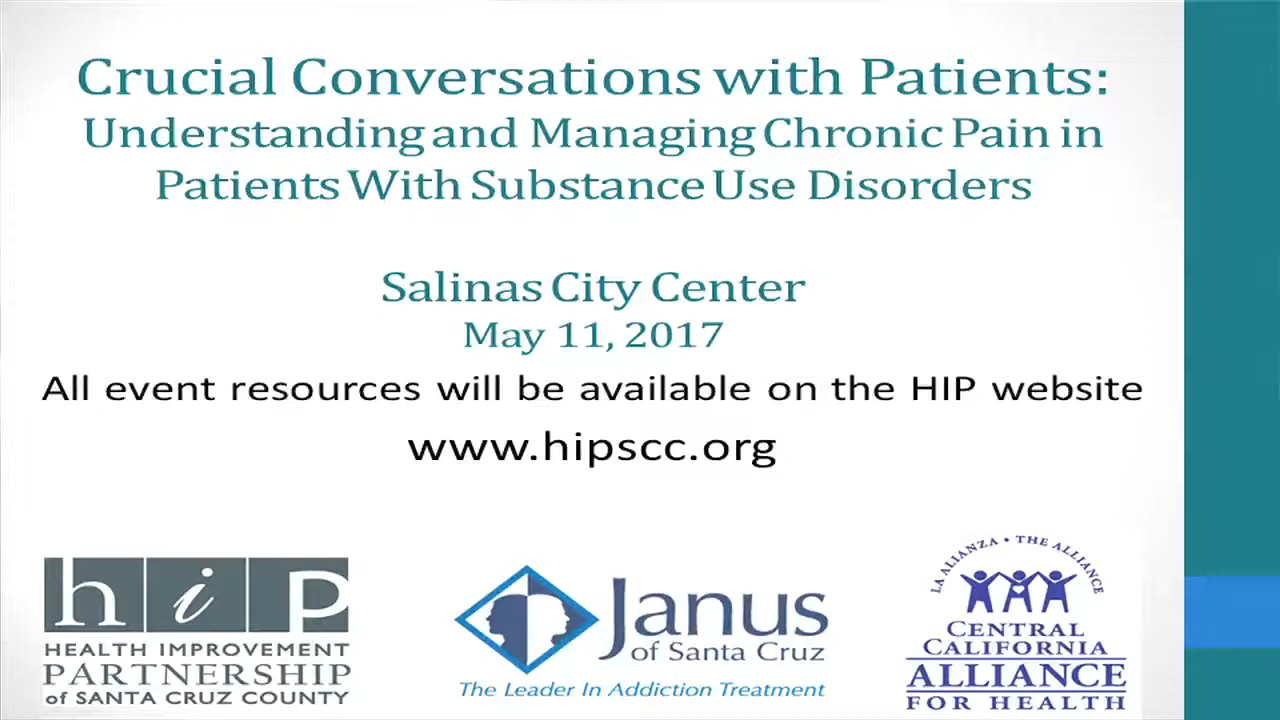 Crucial Conversations with Patients:
Understanding and Managing Chronic Pain in
Patients With Substance Use Disorders
Salinas City Center
May 11, 2017
All event resources will be available on the HIP website
www.hipscc.org
hip
HEALTH IMPROVEMENT
PARTNERSHIP
of SANTA CRUZ COUNTY
Janus
of Santa Cruz
The Leader In Addiction Treatment
LA ALIANZA • THE ALLIANCE
CENTRAL
CALIFORNIA
ALLIANCE
FOR HEALTH